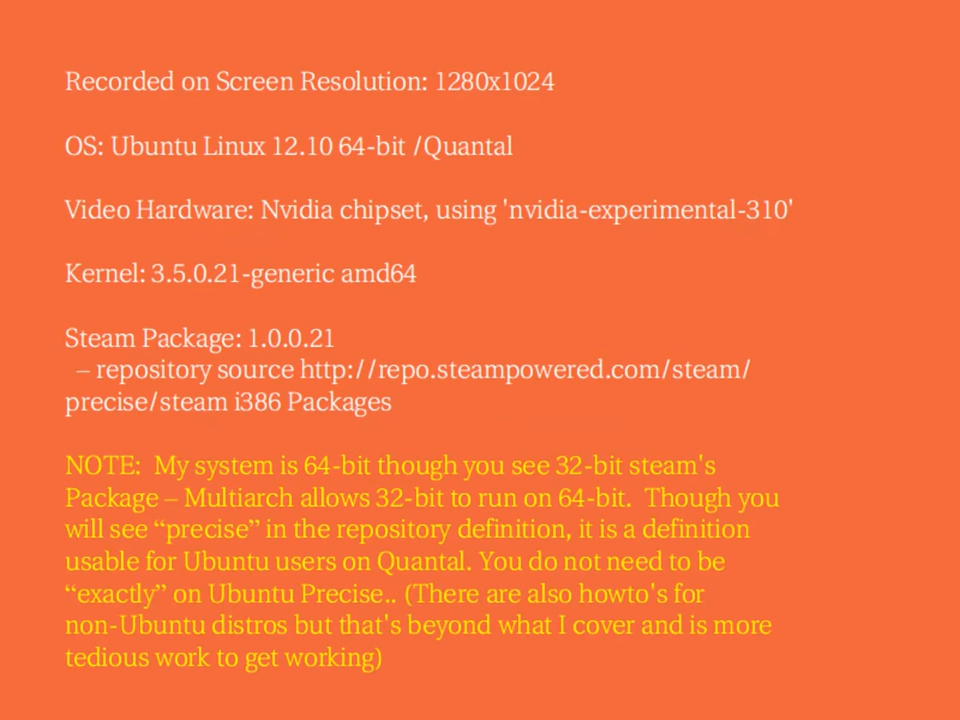 Recorded on Screen Resolution: 1280x1024
OS: Ubuntu Linux 12.10 64-bit /Quantal
Video Hardware: Nvidia chipset, using 'nvidia-experimental-310'
Kernel: 3.5.0.21-generic amd64
Steam Package: 1.0.0.21
– repository source http://repo.steampowered.com/steam/
precise/steam i386 Packages
NOTE:  My system is 64-bit though you see 32-bit steam's
Package – Multiarch allows 32-bit to run on 64-bit.  Though you
will see “precise” in the repository definition, it is a definition
usable for Ubuntu users on Quantal. You do not need to be
“exactly” on Ubuntu Precise.. (There are also howto's for
non-Ubuntu distros but that's beyond what I cover and is more
tedious work to get working)